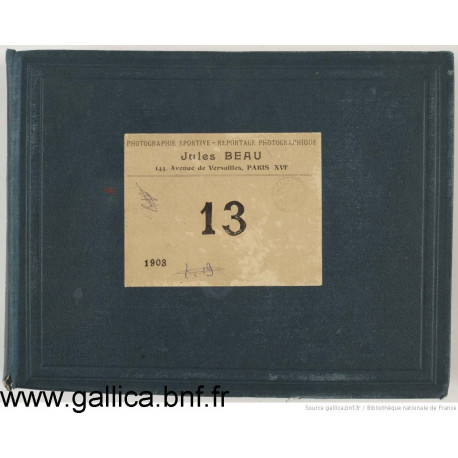 PHOTOGRAPHIE SPORTIVE - REPORTAGE PHOTOGRAPHIQUE
Jules BEAU
144 Avenue de Versailles, PARIS XVIe
13
1903
www.gallica.bnf.fr
Source gallica.bnf.fr / Bibliothèque nationale de France